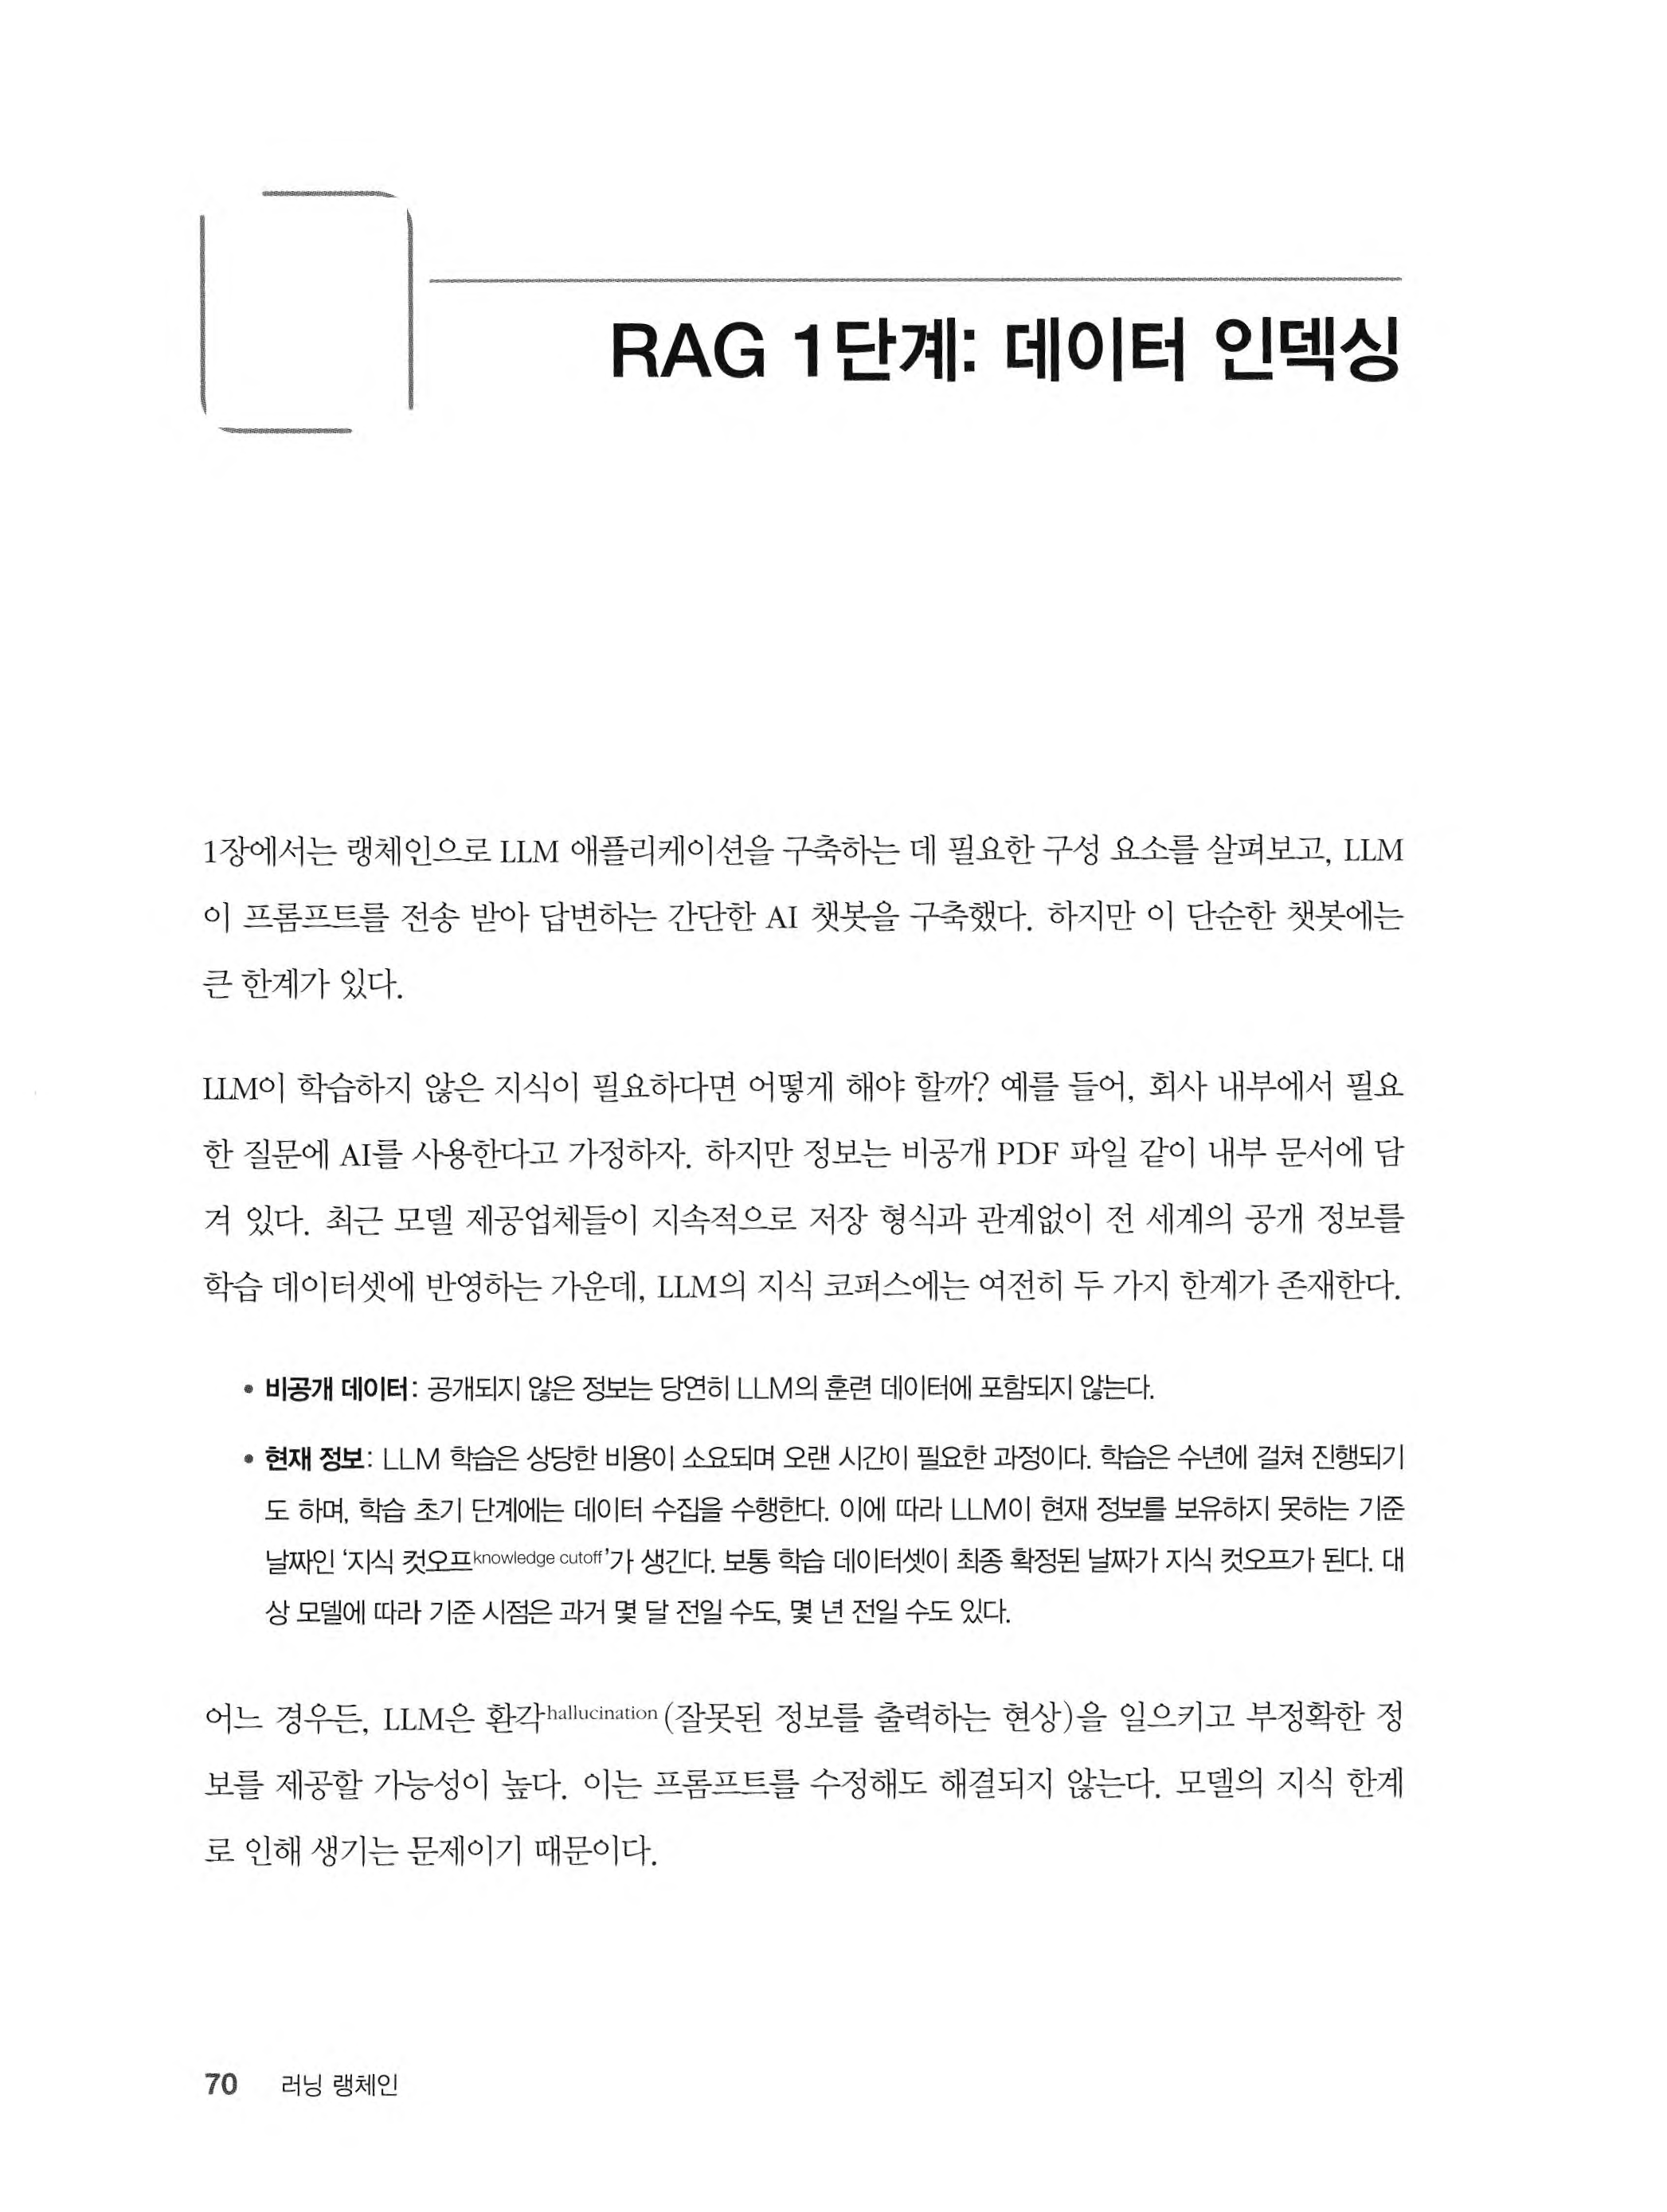 RAG 1단계: 데이터 인덱싱
1장에서는 랭체인으로 LLM 애플리케이션을 구축하는 데 필요한 구성 요소를 살펴보고, LLM
이 프롬프트를 전송 받아 답변하는 간단한 AI 챗봇을 구축했다. 하지만 이 단순한 챗봇에는
큰 한계가 있다.
LLM이 학습하지 않은 지식이 필요하다면 어떻게 해야 할까? 예를 들어, 회사 내부에서 필요
한 질문에 AI를 사용한다고 가정하자. 하지만 정보는 비공개 PDF 파일 같이 내부 문서에 담
겨 있다. 최근 모델 제공업체들이 지속적으로 저장 형식과 관계없이 전 세계의 공개 정보를
학습 데이터셋에 반영하는 가운데, LLM의 지식 코퍼스에는 여전히 두 가지 한계가 존재한다.
• 비공개 데이터: 공개되지 않은 정보는 당연히 LLM의 훈련 데이터에 포함되지 않는다.
• 현재 정보: LLM 학습은 상당한 비용이 소요되며 오랜 시간이 필요한 과정이다. 학습은 수년에 걸쳐 진행되기
도 하며, 학습 초기 단계에는 데이터 수집을 수행한다. 이에 따라 LLM이 현재 정보를 보유하지 못하는 기준
날짜인 ‘지식 컷오프knowledge cutoff’가 생긴다. 보통 학습 데이터셋이 최종 확정된 날짜가 지식 컷오프가 된다. 대
상 모델에 따라 기준 시점은 과거 몇 달 전일 수도, 몇 년 전일 수도 있다.
어느 경우든, LLM은 환각hallucination(잘못된 정보를 출력하는 현상)을 일으키고 부정확한 정
보를 제공할 가능성이 높다. 이는 프롬프트를 수정해도 해결되지 않는다. 모델의 지식 한계
로 인해 생기는 문제이기 때문이다.
70 러닝 랭체인